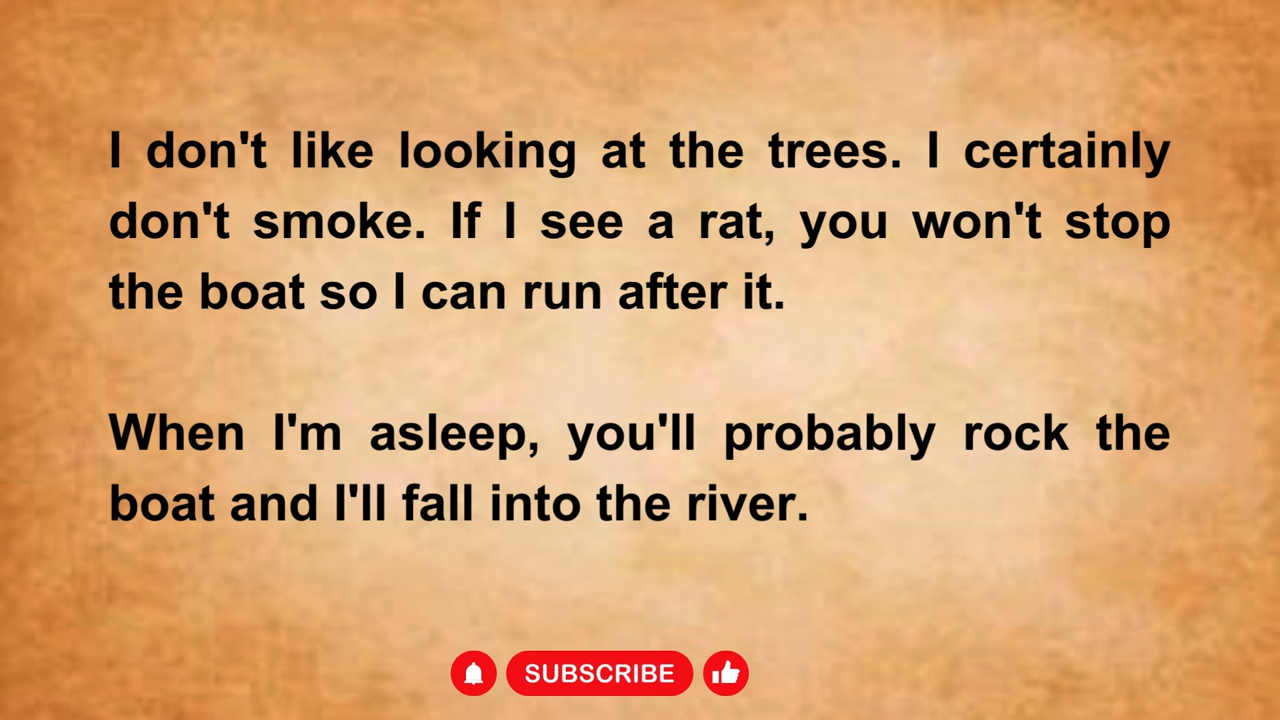 I don't like looking at the trees. I certainly
don't smoke. If I see a rat, you won't stop
the boat so I can run after it.
When I'm asleep, you'll probably rock the
boat and I'll fall into the river.
SUBSCRIBE